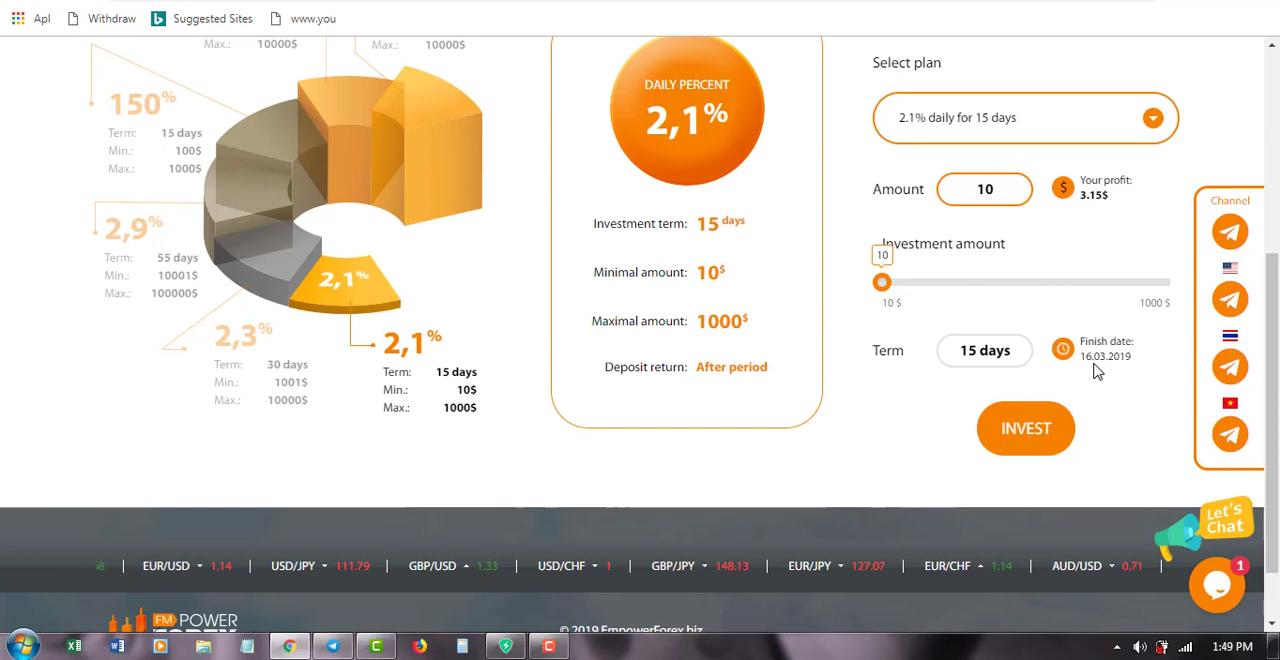 Apl Withdraw Suggested Sites www.you
Max.: 10000$
Max.: 10000$
150%
Term: 15 days
Min.: 100$
Max.: 1000$
2,9%
Term: 55 days
Min.: 10001$
Max.: 100000$
2,3%
Term: 30 days
Min.: 1001$
Max.: 10000$
2,1%
2,1%
Term: 15 days
Min.: 10$
Max.: 1000$
DAILY PERCENT
2,1%
Investment term: 15 days
Minimal amount: 10$
Maximal amount: 1000$
Deposit return: After period
Select plan
2.1% daily for 15 days
Amount 10 $ Your profit:
3.15$
Investment amount
10
10 $ 1000 $
Term 15 days Finish date:
16.03.2019
INVEST
Channel
Let's
Chat
1
EUR/USD 1.14 USD/JPY 111.79 GBP/USD 1.33 USD/CHF 1 GBP/JPY 148.13 EUR/JPY 127.07 EUR/CHF 1.14 AUD/USD 0.71
FM POWER
FOREX
© 2019 EmpowerForex.biz
1:49 PM